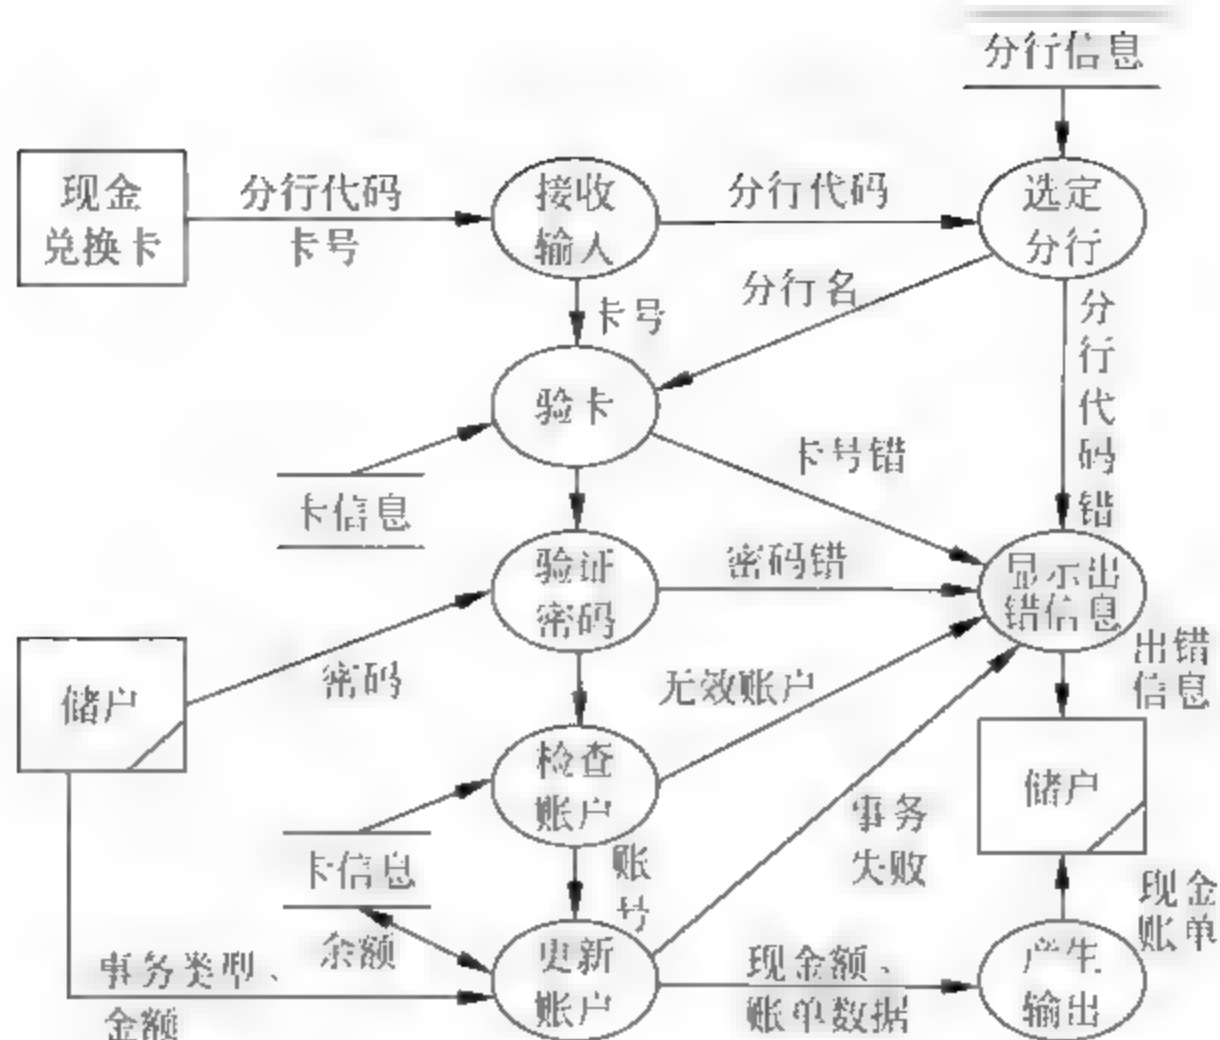 分行信息
现金
兑换卡
分行代码
卡号
接收
输入
分行代码
选定
分行
卡号
分行名
分行代码错
验卡
卡号错
卡信息
验证
密码
密码错
显示出
错信息
储户
密码
无效账户
出错
信息
检查
账户
储户
卡信息
账号
事务
失败
现金
账单
余额
事务类型、
金额
更新
账户
现金额、
账单数据
产生
输出